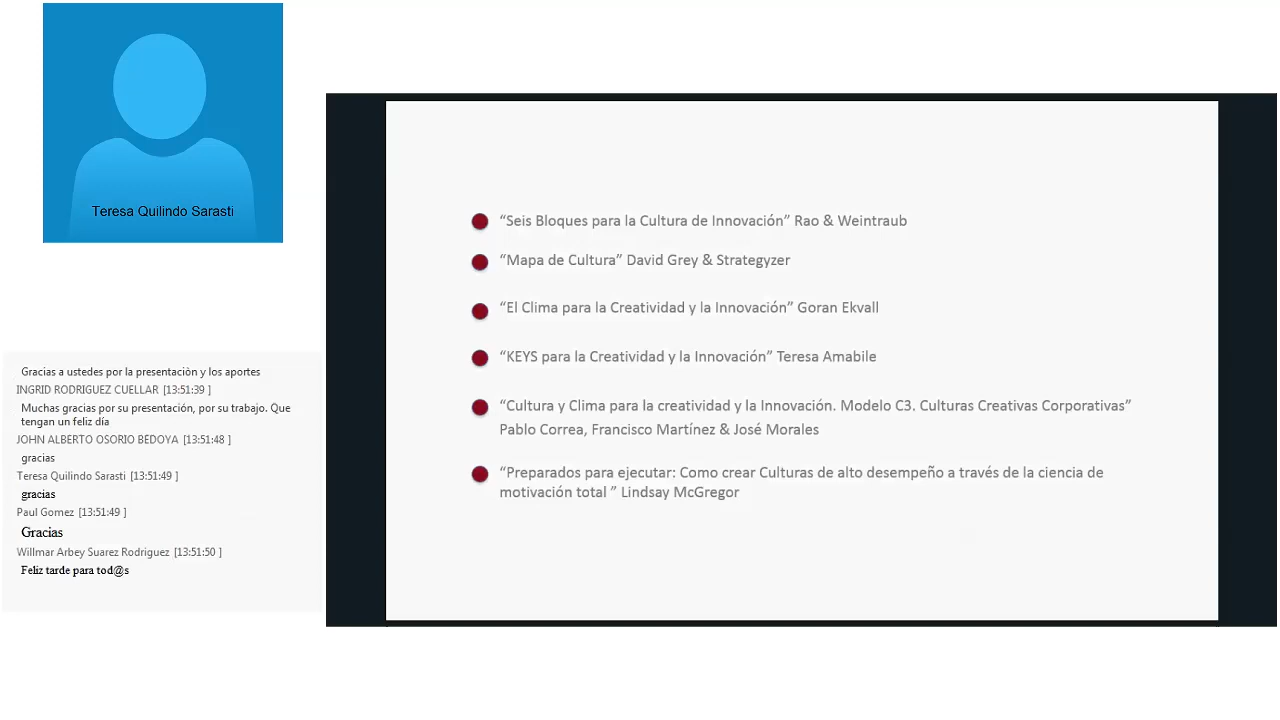 Teresa Quilindo Sarasti
Gracias a ustedes por la presentaciòn y los aportes
INGRID RODRIGUEZ CUELLAR [13:51:39 ]
Muchas gracias por su presentación, por su trabajo. Que
tengan un feliz día
JOHN ALBERTO OSORIO BEDOYA [13:51:48 ]
gracias
Teresa Quilindo Sarasti [13:51:49 ]
gracias
Paul Gomez [13:51:49 ]
Gracias
Willmar Arbey Suarez Rodriguez [13:51:50 ]
Feliz tarde para tod@s
“Seis Bloques para la Cultura de Innovación” Rao & Weintraub
“Mapa de Cultura” David Grey & Strategyzer
“El Clima para la Creatividad y la Innovación” Goran Ekvall
“KEYS para la Creatividad y la Innovación” Teresa Amabile
“Cultura y Clima para la creatividad y la Innovación. Modelo C3. Culturas Creativas Corporativas”
Pablo Correa, Francisco Martínez & José Morales
“Preparados para ejecutar: Como crear Culturas de alto desempeño a través de la ciencia de
motivación total ” Lindsay McGregor